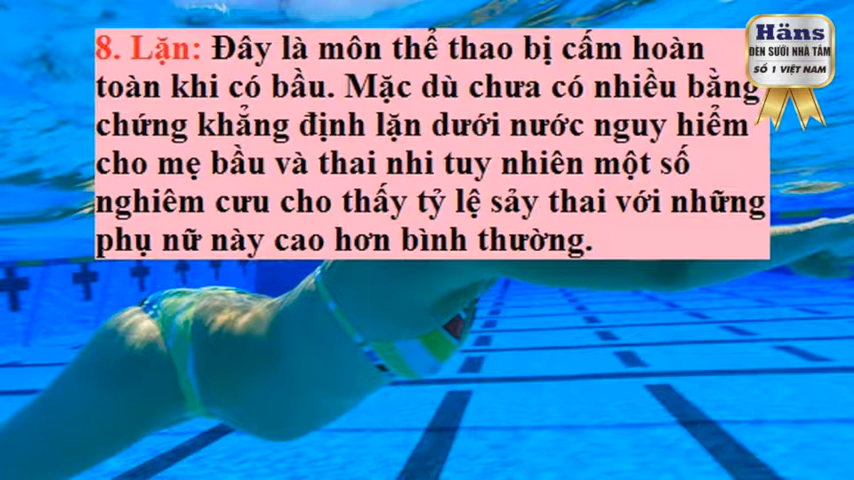 8. Lặn: Đây là môn thể thao bị cấm hoàn
toàn khi có bầu. Mặc dù chưa có nhiều bằng
chứng khẳng định lặn dưới nước nguy hiểm
cho mẹ bầu và thai nhi tuy nhiên một số
nghiêm cưu cho thấy tỷ lệ sảy thai với những
phụ nữ này cao hơn bình thường.
Häns
ĐÈN SƯỞI NHÀ TẮM
SỐ 1 VIỆT NAM